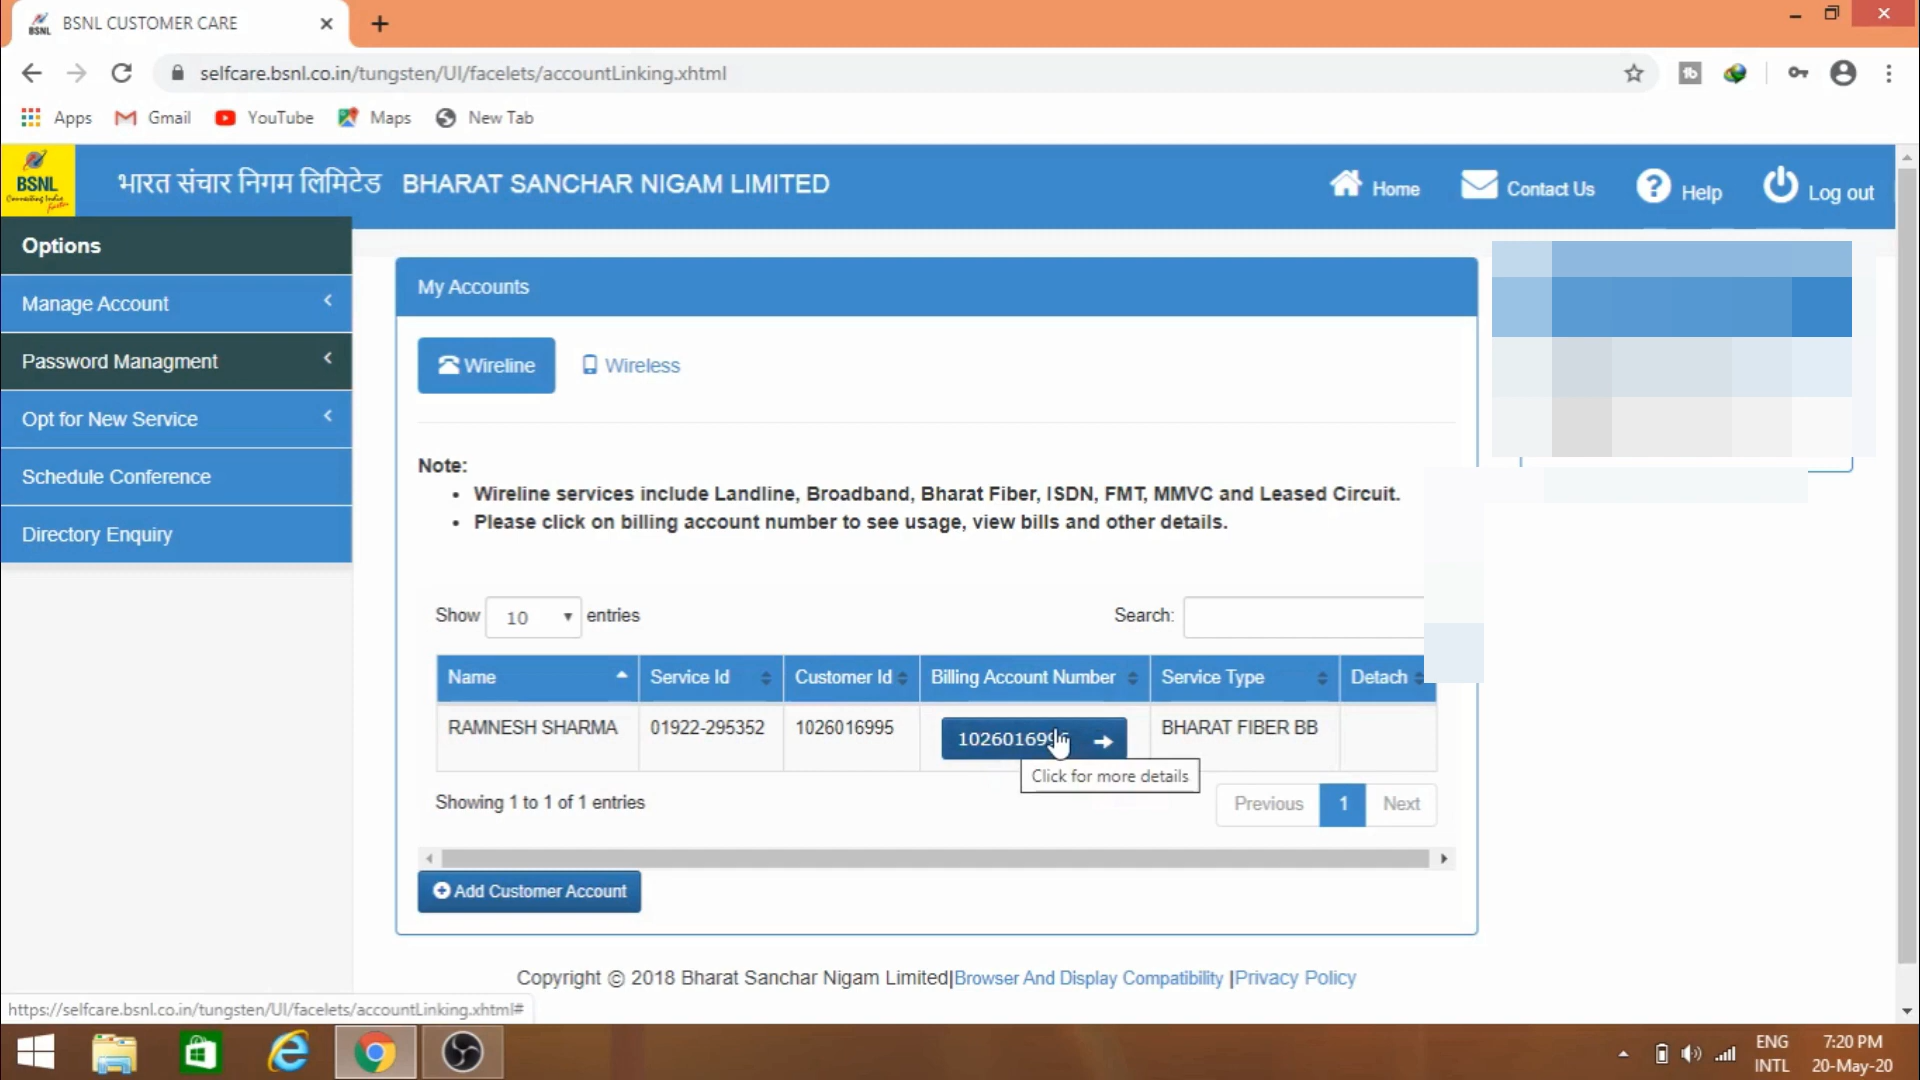 BSNL CUSTOMER CARE
selfcare.bsnl.co.in/tungsten/UI/facelets/accountLinking.xhtml
Apps Gmail YouTube Maps New Tab
BSNL
Connecting India
Faster
भारत संचार निगम लिमिटेड BHARAT SANCHAR NIGAM LIMITED
Home Contact Us Help Log out
Options
Manage Account
Password Managment
Opt for New Service
Schedule Conference
Directory Enquiry
My Accounts
Wireline Wireless
Note:
• Wireline services include Landline, Broadband, Bharat Fiber, ISDN, FMT, MMVC and Leased Circuit.
• Please click on billing account number to see usage, view bills and other details.
Show 10 entries Search:
Name Service Id Customer Id Billing Account Number Service Type Detach
RAMNESH SHARMA 01922-295352 1026016995 BHARAT FIBER BB
Click for more details
Showing 1 to 1 of 1 entries Previous 1 Next
Add Customer Account
Copyright © 2018 Bharat Sanchar Nigam Limited|Browser And Display Compatibility |Privacy Policy
https://selfcare.bsnl.co.in/tungsten/UI/facelets/accountLinking.xhtml#
ENG 7:20 PM
INTL 20-May-20